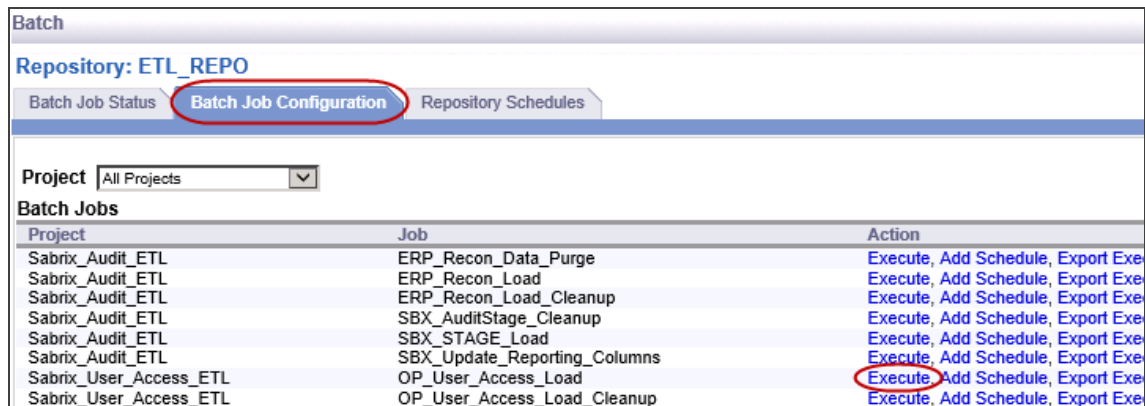 Batch
Repository: ETL_REPO
Batch Job Status Batch Job Configuration Repository Schedules
Project All Projects
Batch Jobs
Project Job Action
Sabrix_Audit_ETL ERP_Recon_Data_Purge Execute, Add Schedule, Export Exe
Sabrix_Audit_ETL ERP_Recon_Load Execute, Add Schedule, Export Exe
Sabrix_Audit_ETL ERP_Recon_Load_Cleanup Execute, Add Schedule, Export Exe
Sabrix_Audit_ETL SBX_AuditStage_Cleanup Execute, Add Schedule, Export Exe
Sabrix_Audit_ETL SBX_STAGE_Load Execute, Add Schedule, Export Exe
Sabrix_Audit_ETL SBX_Update_Reporting_Columns Execute, Add Schedule, Export Exe
Sabrix_User_Access_ETL OP_User_Access_Load Execute, Add Schedule, Export Exe
Sabrix_User_Access_ETL OP_User_Access_Load_Cleanup Execute, Add Schedule, Export Exe